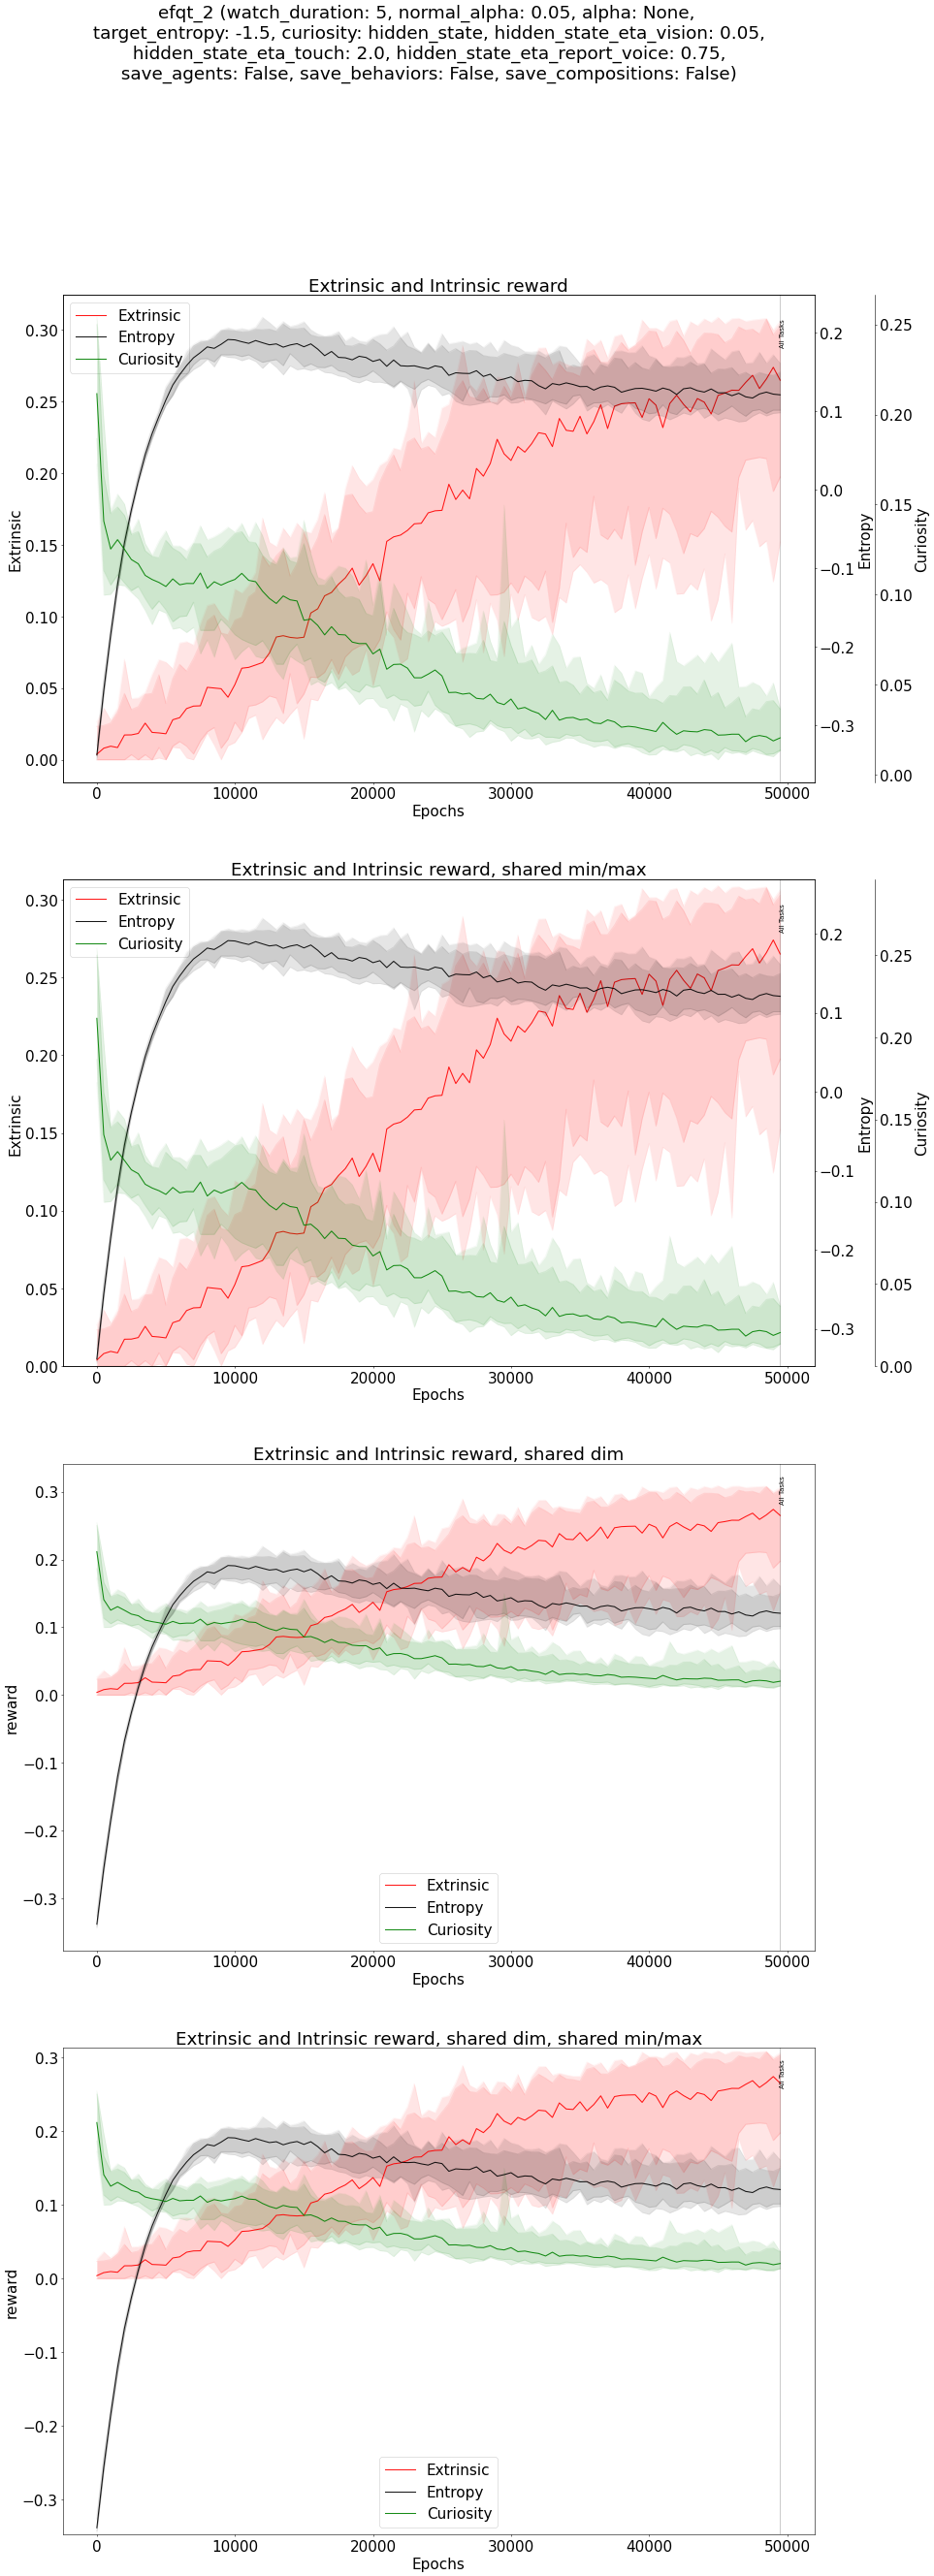 efqt_2 (watch_duration: 5, normal_alpha: 0.05, alpha: None,
target_entropy: -1.5, curiosity: hidden_state, hidden_state_eta_vision: 0.05,
hidden_state_eta_touch: 2.0, hidden_state_eta_report_voice: 0.75,
save_agents: False, save_behaviors: False, save_compositions: False)
Extrinsic and Intrinsic reward
Extrinsic
Entropy
Curiosity
All Tasks
0.30
0.25
0.20
0.15
0.10
0.05
0.00
Extrinsic
0.2
0.1
0.0
−0.1
−0.2
−0.3
Entropy
0.25
0.20
0.15
0.10
0.05
0.00
Curiosity
0 10000 20000 30000 40000 50000
Epochs
Extrinsic and Intrinsic reward, shared min/max
Extrinsic
Entropy
Curiosity
All Tasks
0.30
0.25
0.20
0.15
0.10
0.05
0.00
Extrinsic
0.2
0.1
0.0
−0.1
−0.2
−0.3
Entropy
0.25
0.20
0.15
0.10
0.05
0.00
Curiosity
0 10000 20000 30000 40000 50000
Epochs
Extrinsic and Intrinsic reward, shared dim
All Tasks
0.3
0.2
0.1
0.0
−0.1
−0.2
−0.3
reward
Extrinsic
Entropy
Curiosity
0 10000 20000 30000 40000 50000
Epochs
Extrinsic and Intrinsic reward, shared dim, shared min/max
All Tasks
0.3
0.2
0.1
0.0
−0.1
−0.2
−0.3
reward
Extrinsic
Entropy
Curiosity
0 10000 20000 30000 40000 50000
Epochs